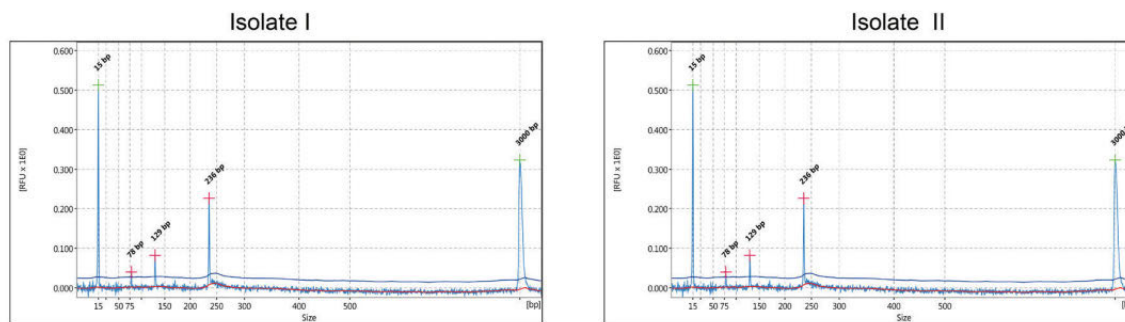 Isolate I
0.600
0.500
0.400
0.300
0.200
0.100
0.000
[RFU x 1E0]
15 bp
78 bp
129 bp
236 bp
3000 bp
15 50 75 150 200 250 300 400 500 [bp]
Size
Isolate II
0.600
0.500
0.400
0.300
0.200
0.100
0.000
[RFU x 1E0]
15 bp
78 bp
129 bp
236 bp
3000 b
15 50 75 150 200 250 300 400 500
Size